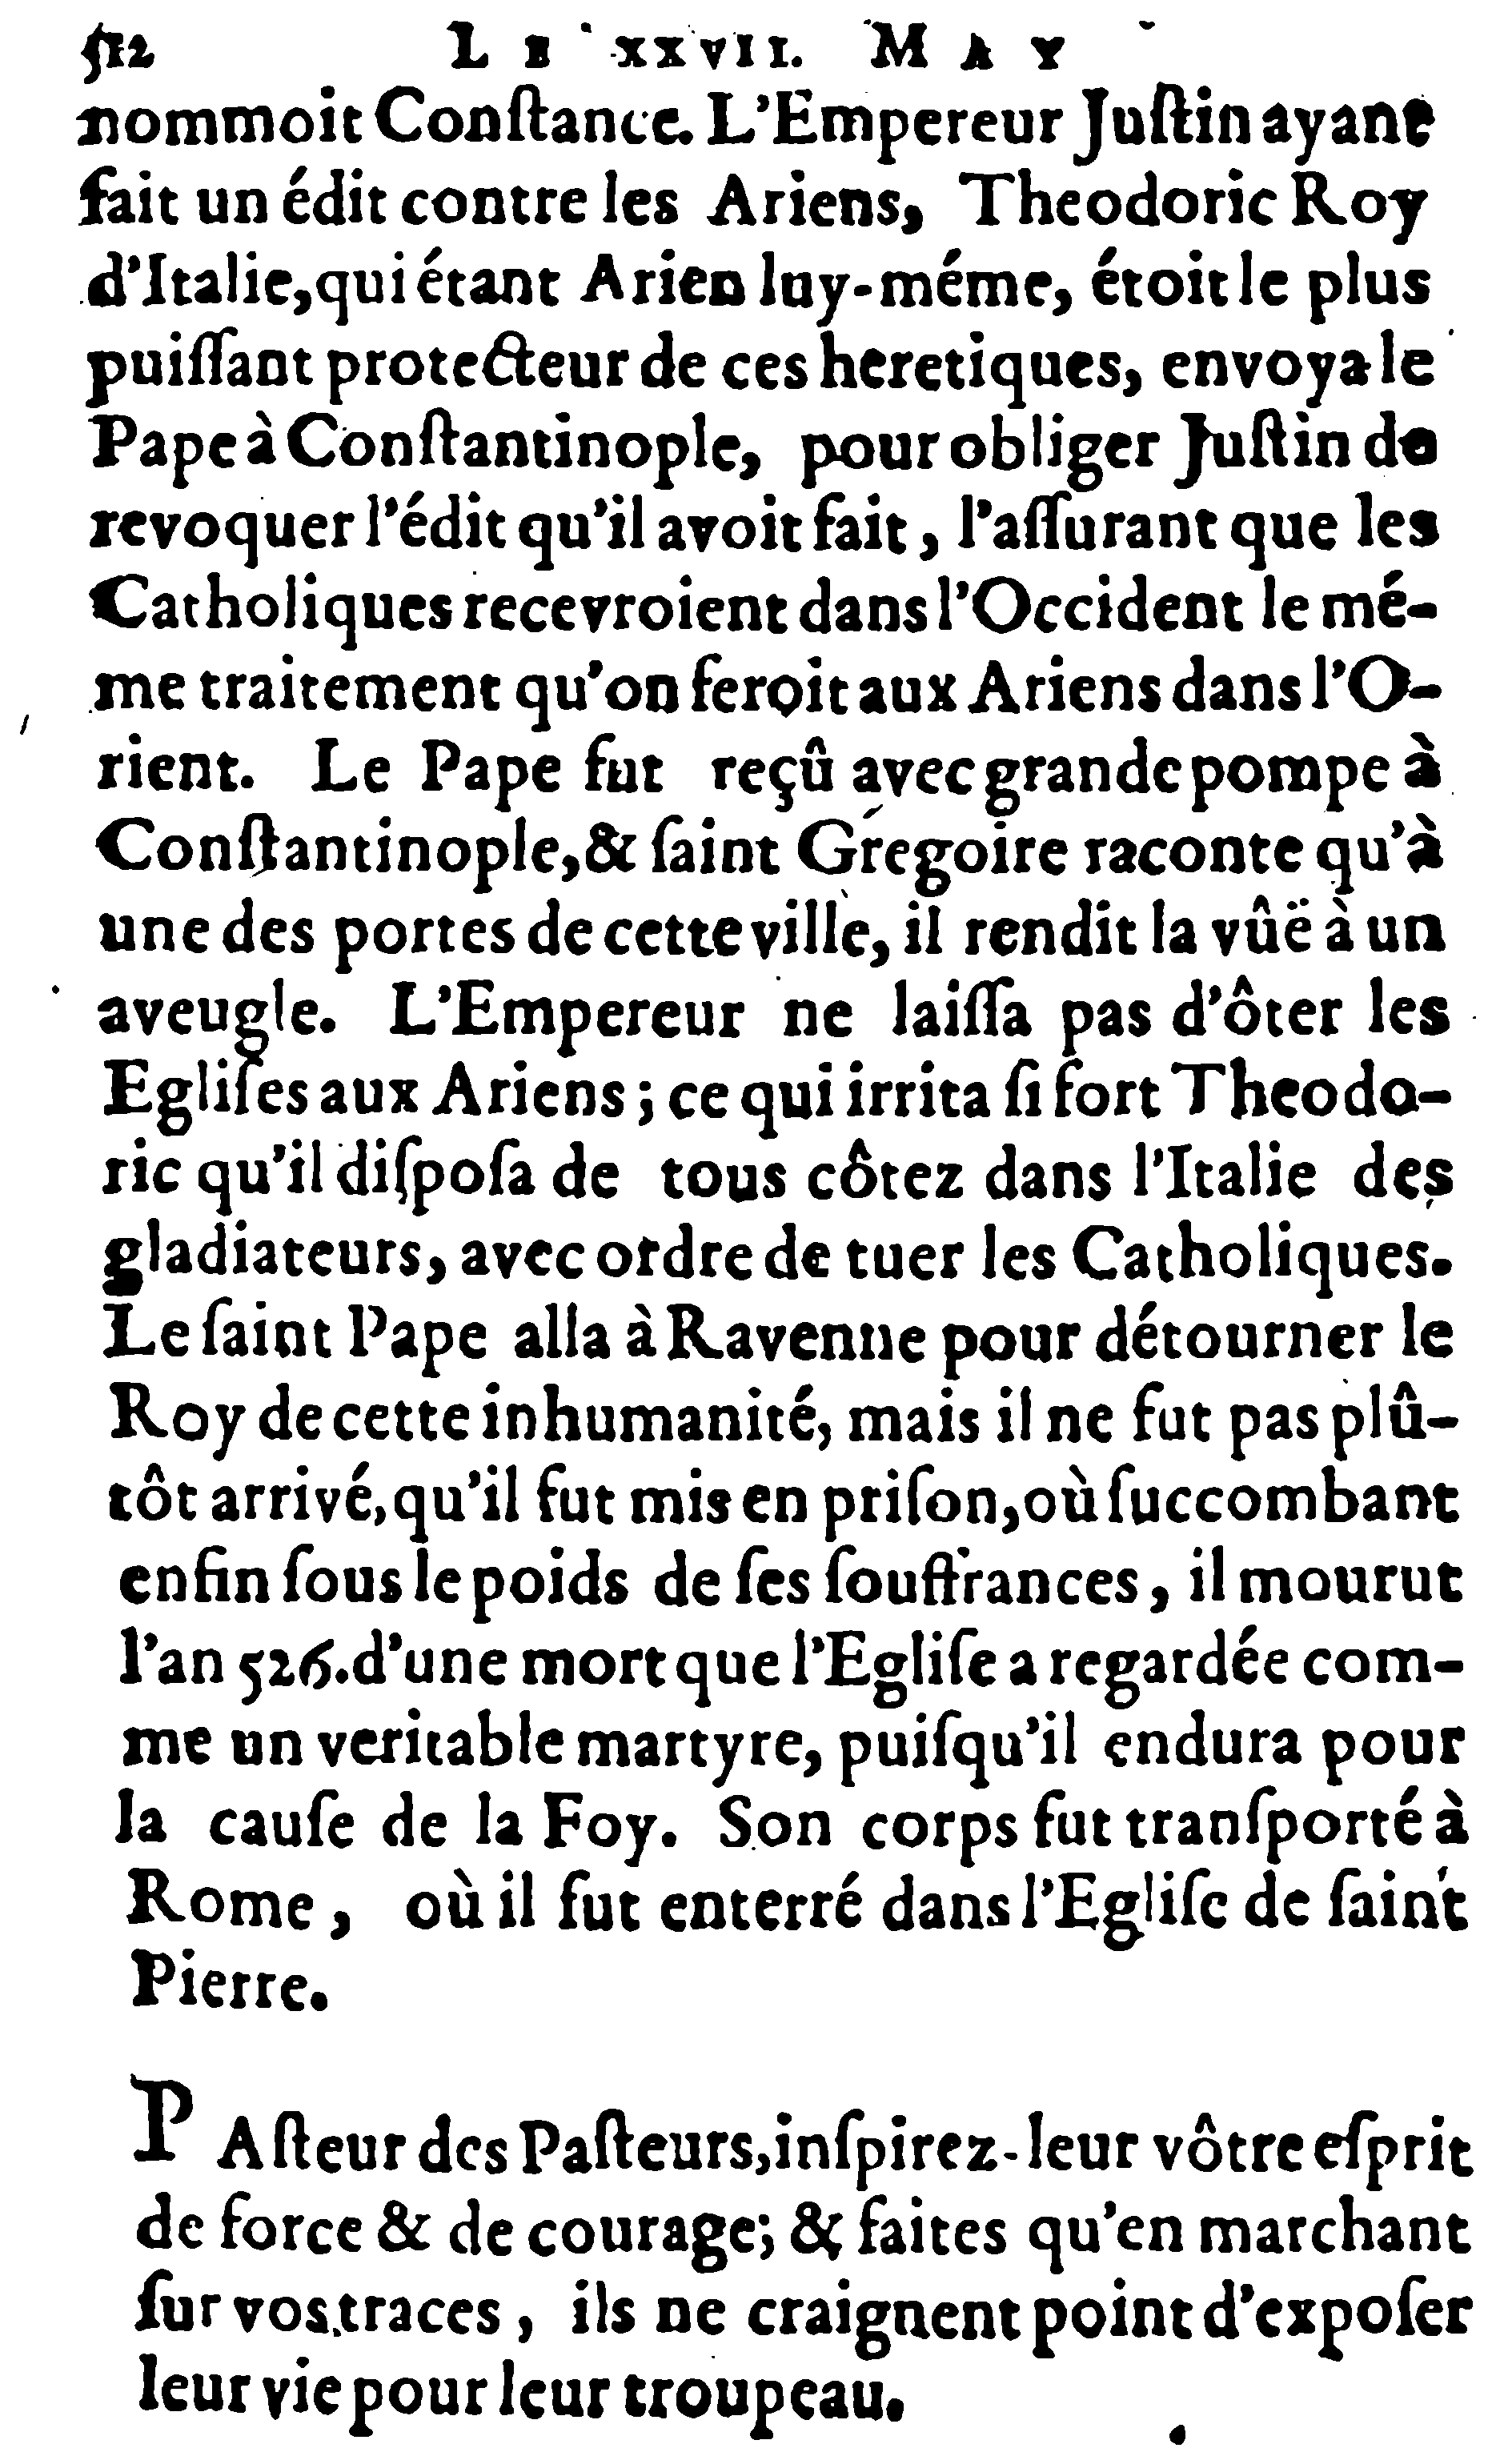 512 LE XXVII. MAY
nommoit Conſtance. L'Empereur Juſtin ayant
fait un édit contre les Ariens, Theodoric Roy
d'Italie, qui étant Arien luy-méme, étoit le plus
puiſſant protecteur de ces heretiques, envoya le
Pape à Conſtantinople, pour obliger Juſtin de
revoquer l'édit qu'il avoit fait, l'aſſurant que les
Catholiques recevroient dans l'Occident le mé-
me traitement qu'on feroit aux Ariens dans l'O-
rient. Le Pape fut reçû avec grande pompe à
Conſtantinople, & ſaint Gregoire raconte qu'à
une des portes de cette ville, il rendit la vûë à un
aveugle. L'Empereur ne laiſſa pas d'ôter les
Egliſes aux Ariens; ce qui irrita ſi fort Theodo-
ric qu'il diſpoſa de tous côtez dans l'Italie des
gladiateurs, avec ordre de tuer les Catholiques.
Le ſaint Pape alla à Ravenne pour détourner le
Roy de cette inhumanité, mais il ne fut pas plû-
tôt arrivé, qu'il fut mis en priſon, où ſuccombant
enfin ſous le poids de ſes ſouffrances, il mourut
l'an 526. d'une mort que l'Egliſe a regardée com-
me un veritable martyre, puiſqu'il endura pour
la cauſe de la Foy. Son corps fut tranſporté à
Rome, où il fut enterré dans l'Egliſe de ſaint
Pierre.
PAſteur des Paſteurs, inſpirez-leur vôtre eſprit
de force & de courage; & faites qu'en marchant
ſur vos traces, ils ne craignent point d'expoſer
leur vie pour leur troupeau.